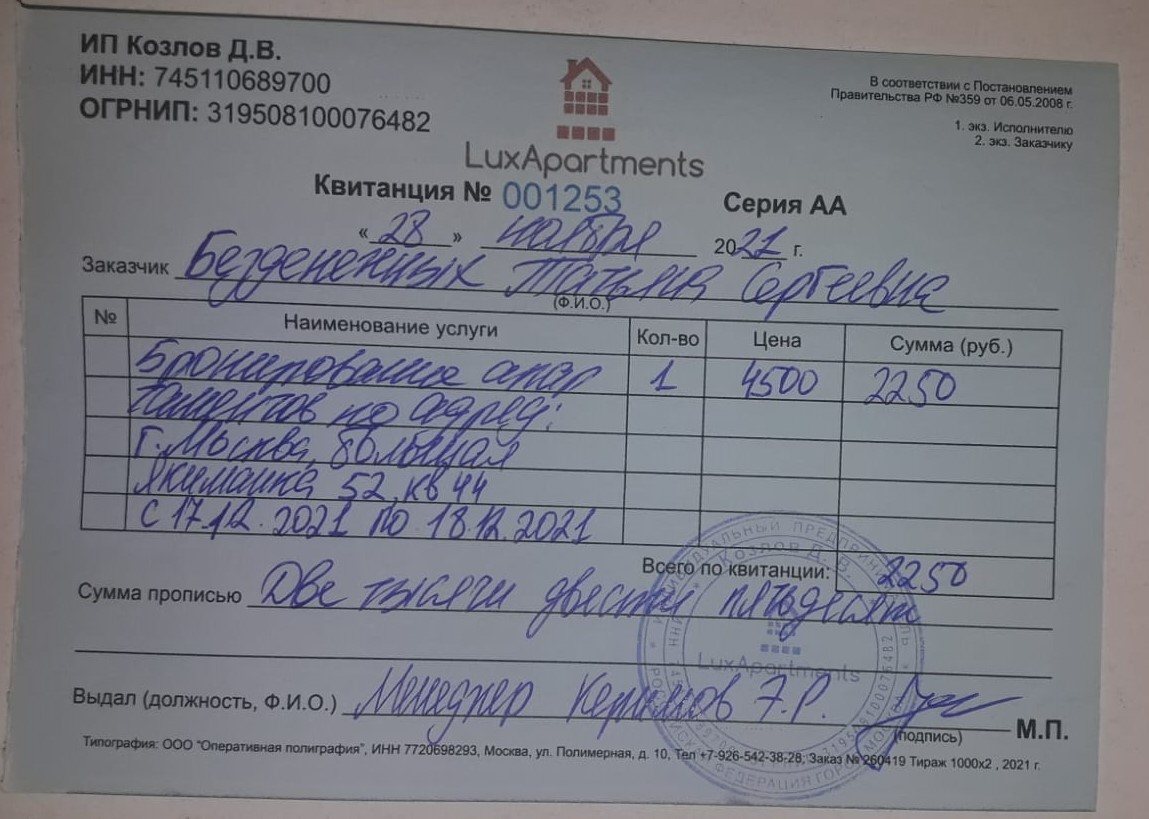 ИП Козлов Д.В.
ИНН: 745110689700
ОГРНИП: 319508100076482
В соответствии с Постановлением
Правительства РФ №359 от 06.05.2008 г.
1. экз. Исполнителю
2. экз. Заказчику
LuxApartments
Квитанция № 001253 Серия АА
« 28 » ноября 2021 г.
Заказчик Безденежных Татьяна Сергеевна
(Ф.И.О.)
№ Наименование услуги Кол-во Цена Сумма (руб.)
Бронирование апар 1 4500 2250
таментов по адресу:
г. Москва, Большая
Якиманка 52, кв 44
с 17.12.2021 по 18.12.2021
Всего по квитанции: 2250
Сумма прописью Две тысячи двести пятьдесят
Выдал (должность, Ф.И.О.) Менеджер Керимов Э.Р. М.П.
(подпись)
Типография: ООО "Оперативная полиграфия", ИНН 7720698293, Москва, ул. Полимерная, д. 10, Тел +7-926-542-38-28; Заказ № 260419 Тираж 1000x2 , 2021 г.
Козлов Д. В.
LuxApartments